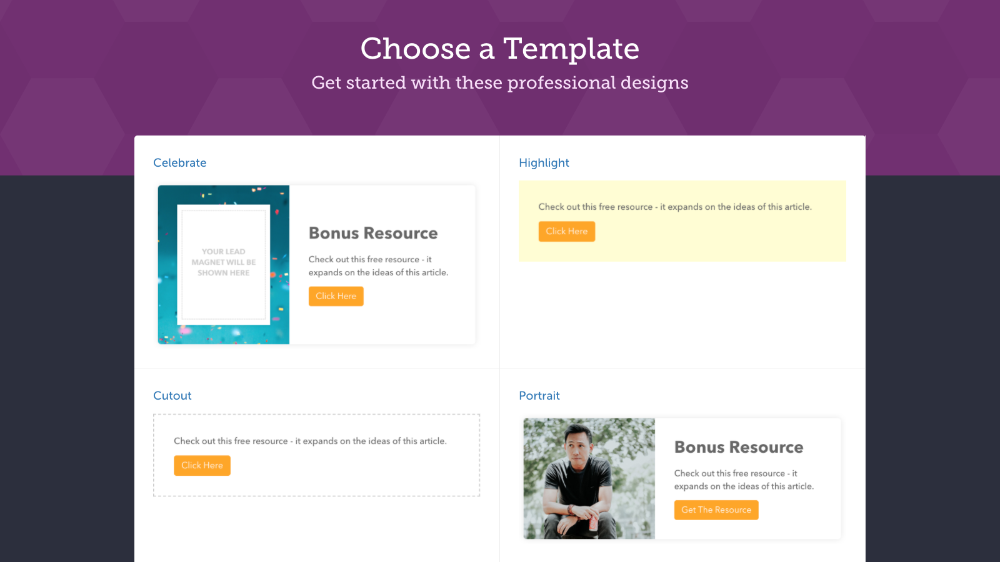 Choose a Template
Get started with these professional designs
Celebrate
YOUR LEAD
MAGNET WILL BE
SHOWN HERE
Bonus Resource
Check out this free resource - it
expands on the ideas of this article.
Click Here
Highlight
Check out this free resource - it expands on the ideas of this article.
Click Here
Cutout
Check out this free resource - it expands on the ideas of this article.
Click Here
Portrait
Bonus Resource
Check out this free resource - it
expands on the ideas of this article.
Get The Resource